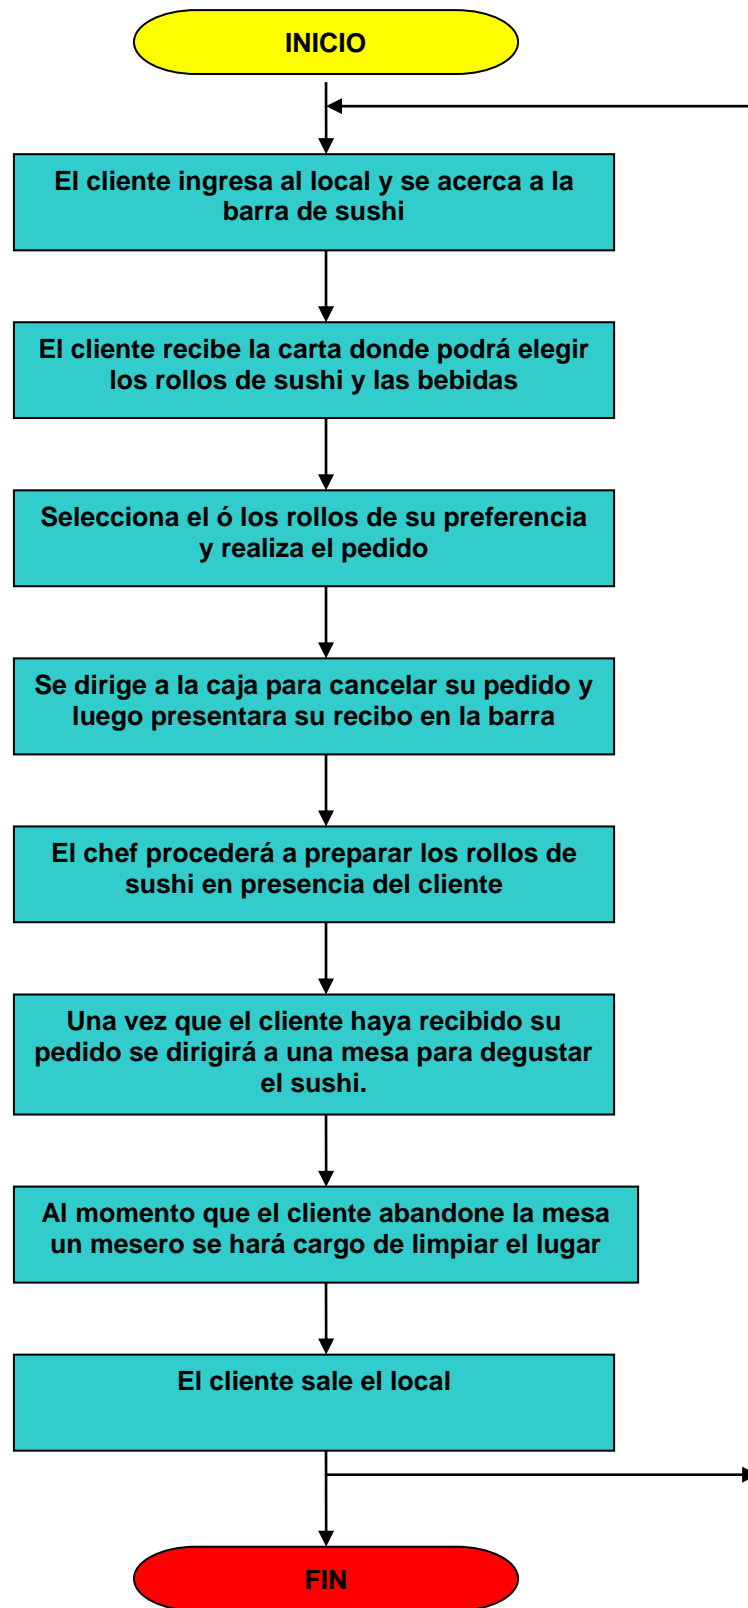 INICIO
El cliente ingresa al local y se acerca a la
barra de sushi
El cliente recibe la carta donde podrá elegir
los rollos de sushi y las bebidas
Selecciona el ó los rollos de su preferencia
y realiza el pedido
Se dirige a la caja para cancelar su pedido y
luego presentara su recibo en la barra
El chef procederá a preparar los rollos de
sushi en presencia del cliente
Una vez que el cliente haya recibido su
pedido se dirigirá a una mesa para degustar
el sushi.
Al momento que el cliente abandone la mesa
un mesero se hará cargo de limpiar el lugar
El cliente sale el local
FIN